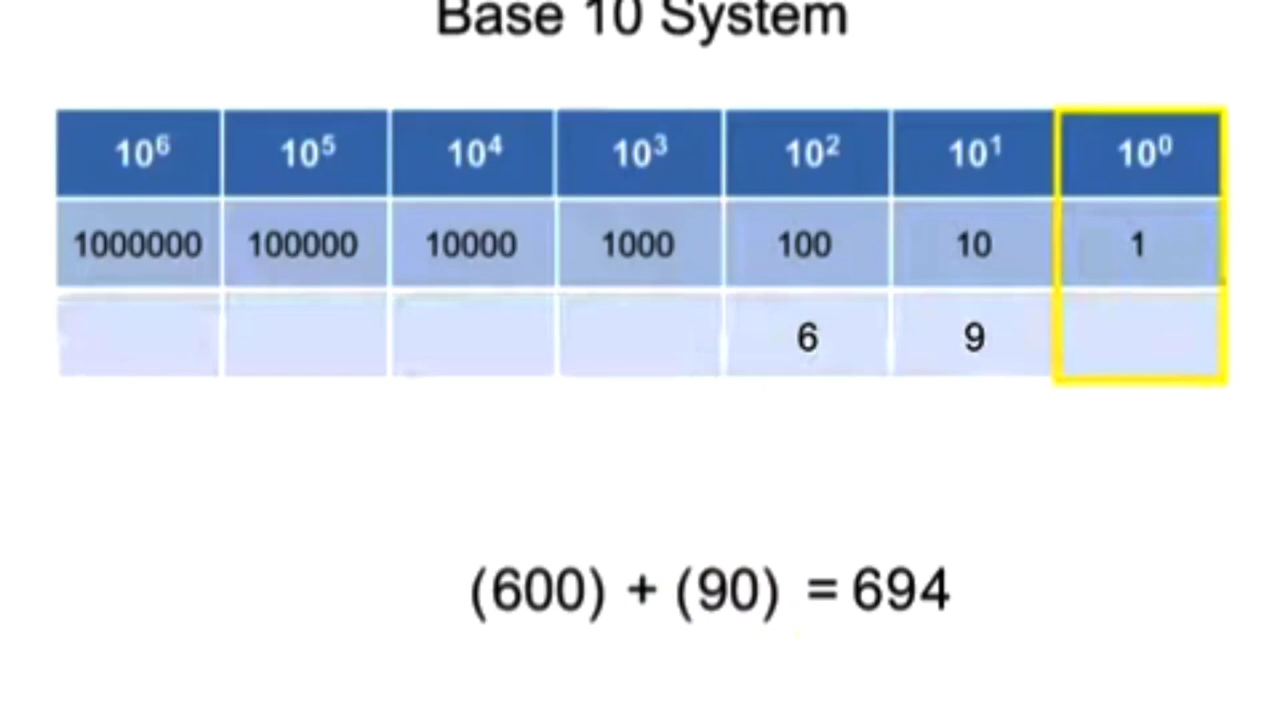 Base 10 System
10⁶ 10⁵ 10⁴ 10³ 10² 10¹ 10⁰
1000000 100000 10000 1000 100 10 1
6 9
(600) + (90) = 694